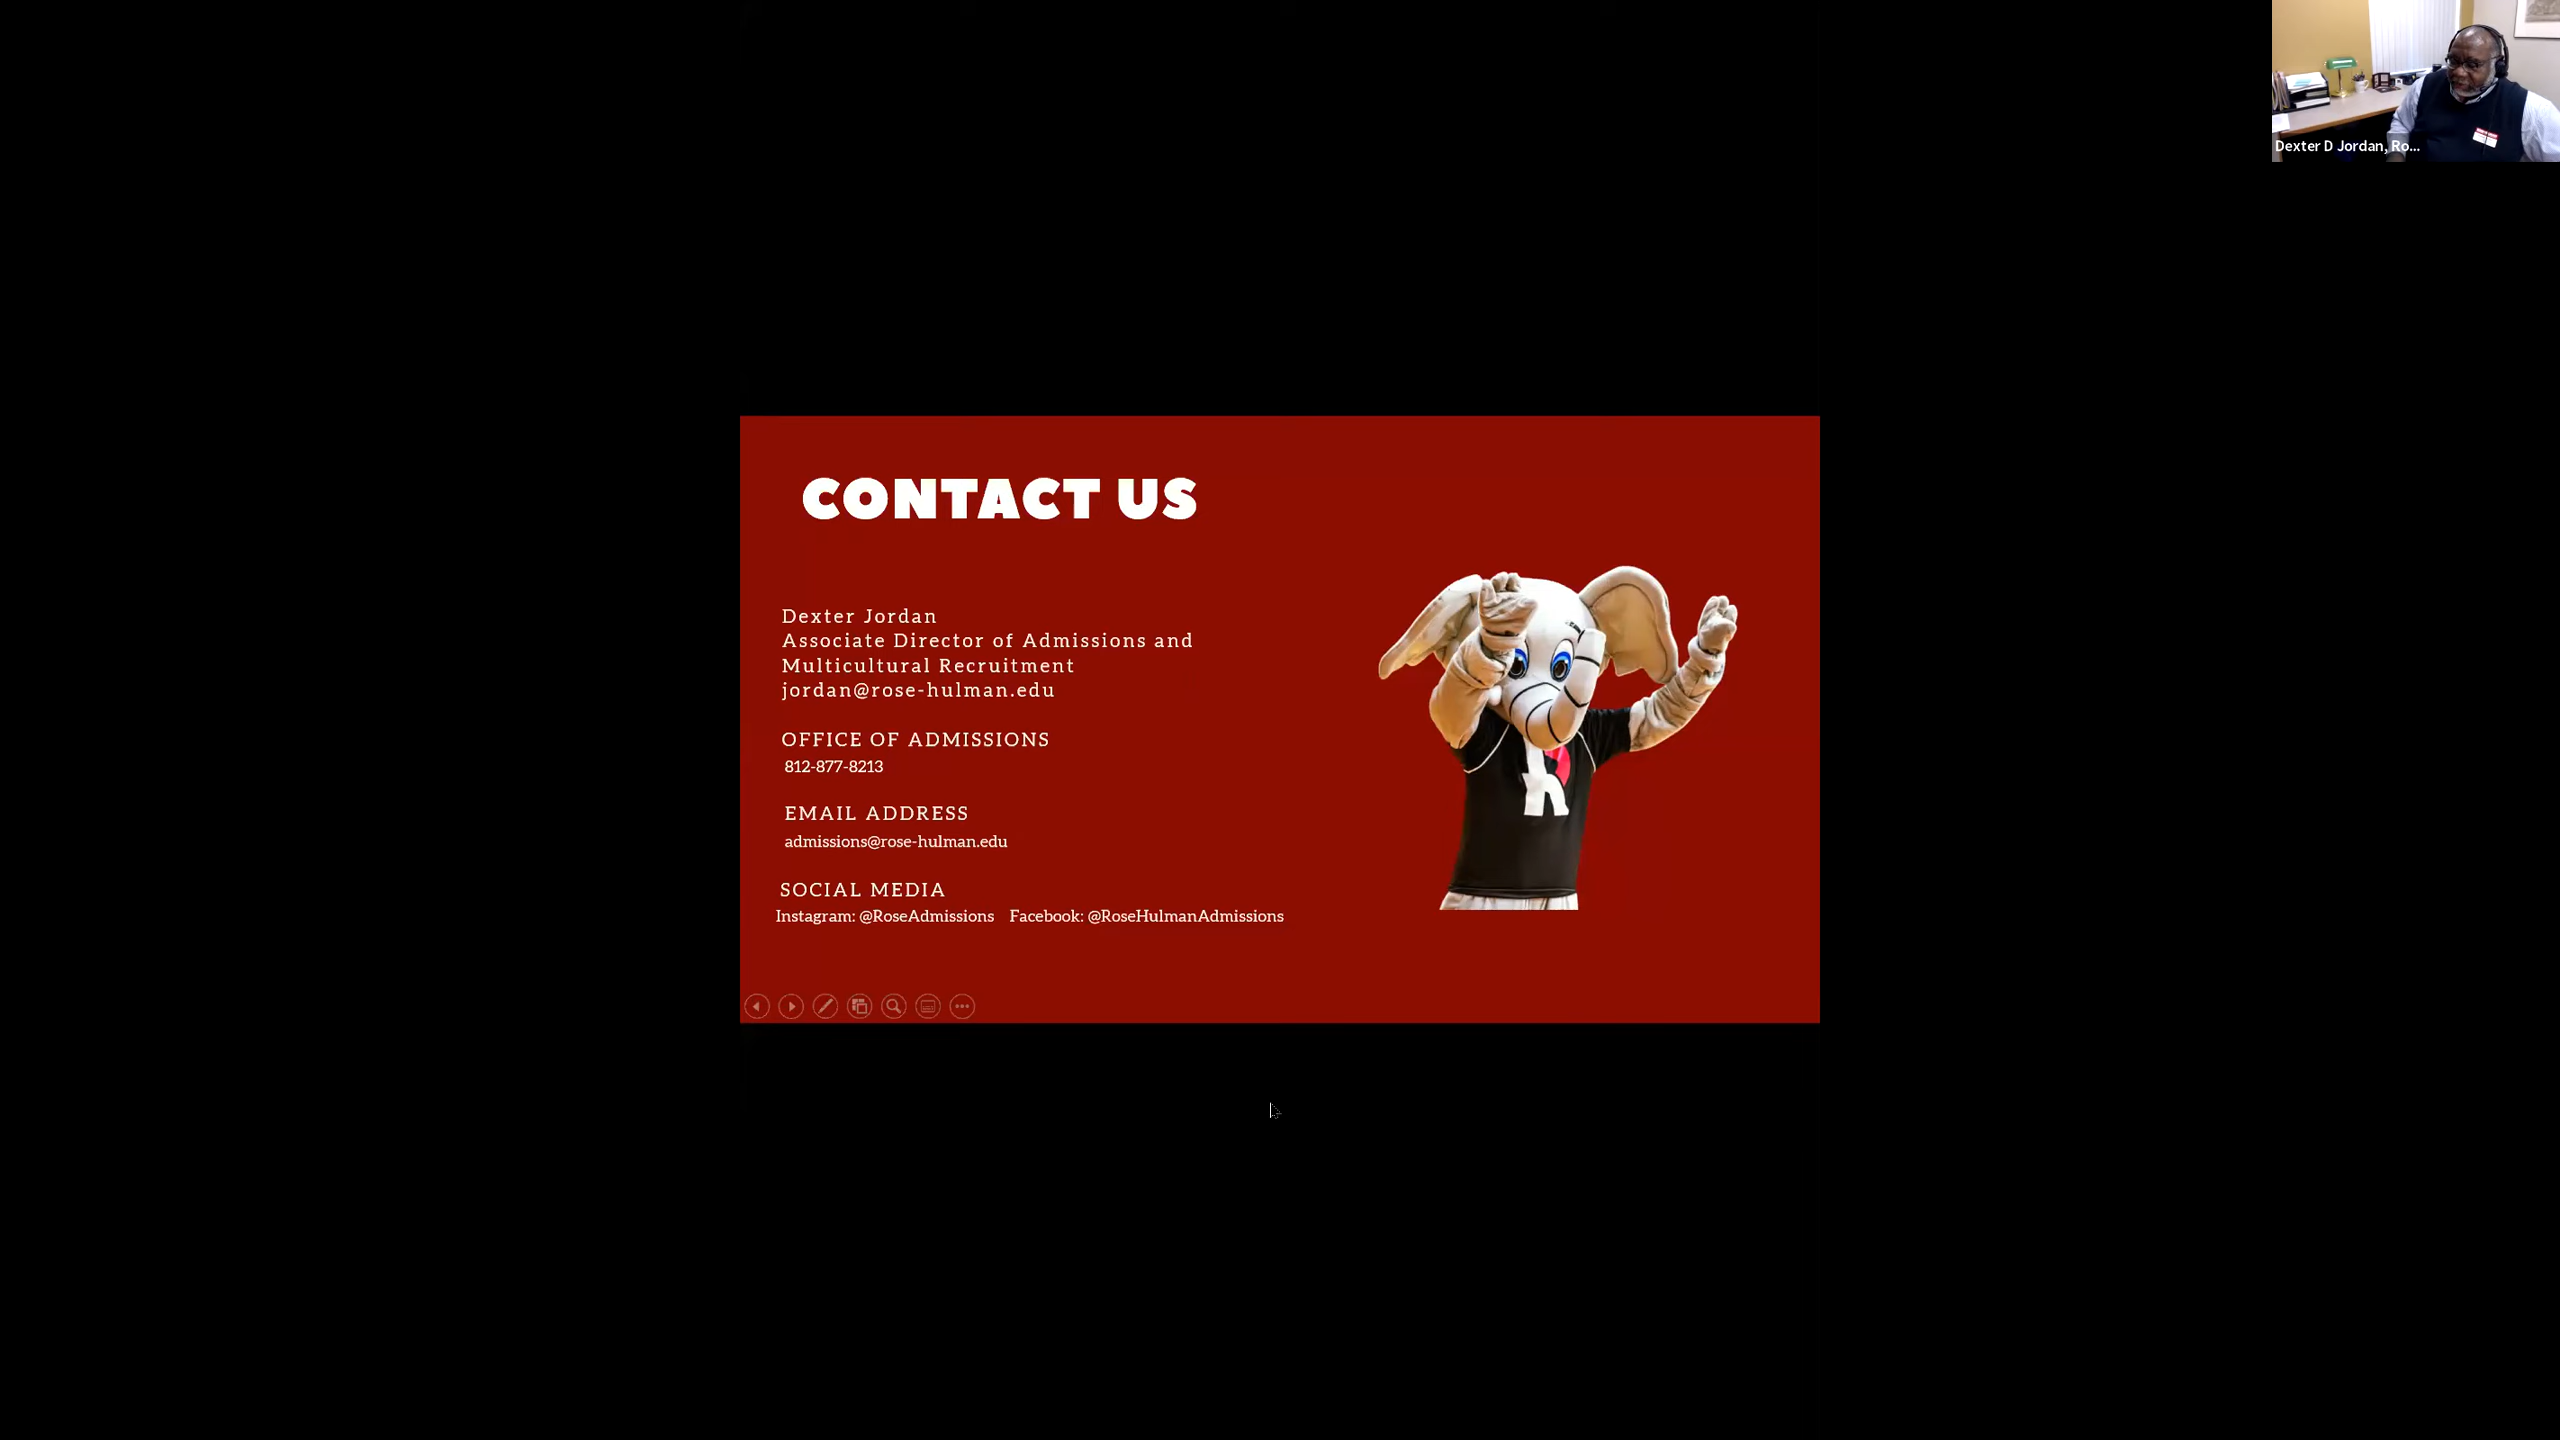 Dexter D Jordan, Ro...
CONTACT US
Dexter Jordan
Associate Director of Admissions and
Multicultural Recruitment
jordan@rose-hulman.edu
OFFICE OF ADMISSIONS
812-877-8213
EMAIL ADDRESS
admissions@rose-hulman.edu
SOCIAL MEDIA
Instagram: @RoseAdmissions Facebook: @RoseHulmanAdmissions
R